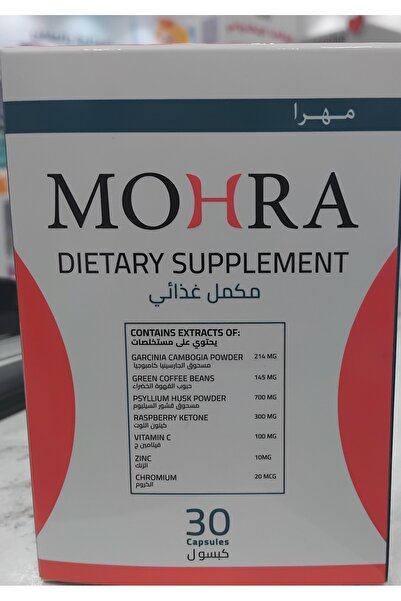 مهرا
MOHRA
DIETARY SUPPLEMENT
مكمل غذائي
CONTAINS EXTRACTS OF:
يحتوي على مستخلصات
GARCINIA CAMBOGIA POWDER 214 MG
مسحوق الجارسينيا كامبوجيا
GREEN COFFEE BEANS 145 MG
حبوب القهوة الخضراء
PSYLLIUM HUSK POWDER 700 MG
مسحوق قشور السيليوم
RASPBERRY KETONE 300 MG
كيتون التوت
VITAMIN C 100 MG
فيتامين ج
ZINC 10MG
الزنك
CHROMIUM 20 MCG
الكروم
30
Capsules
كبسول